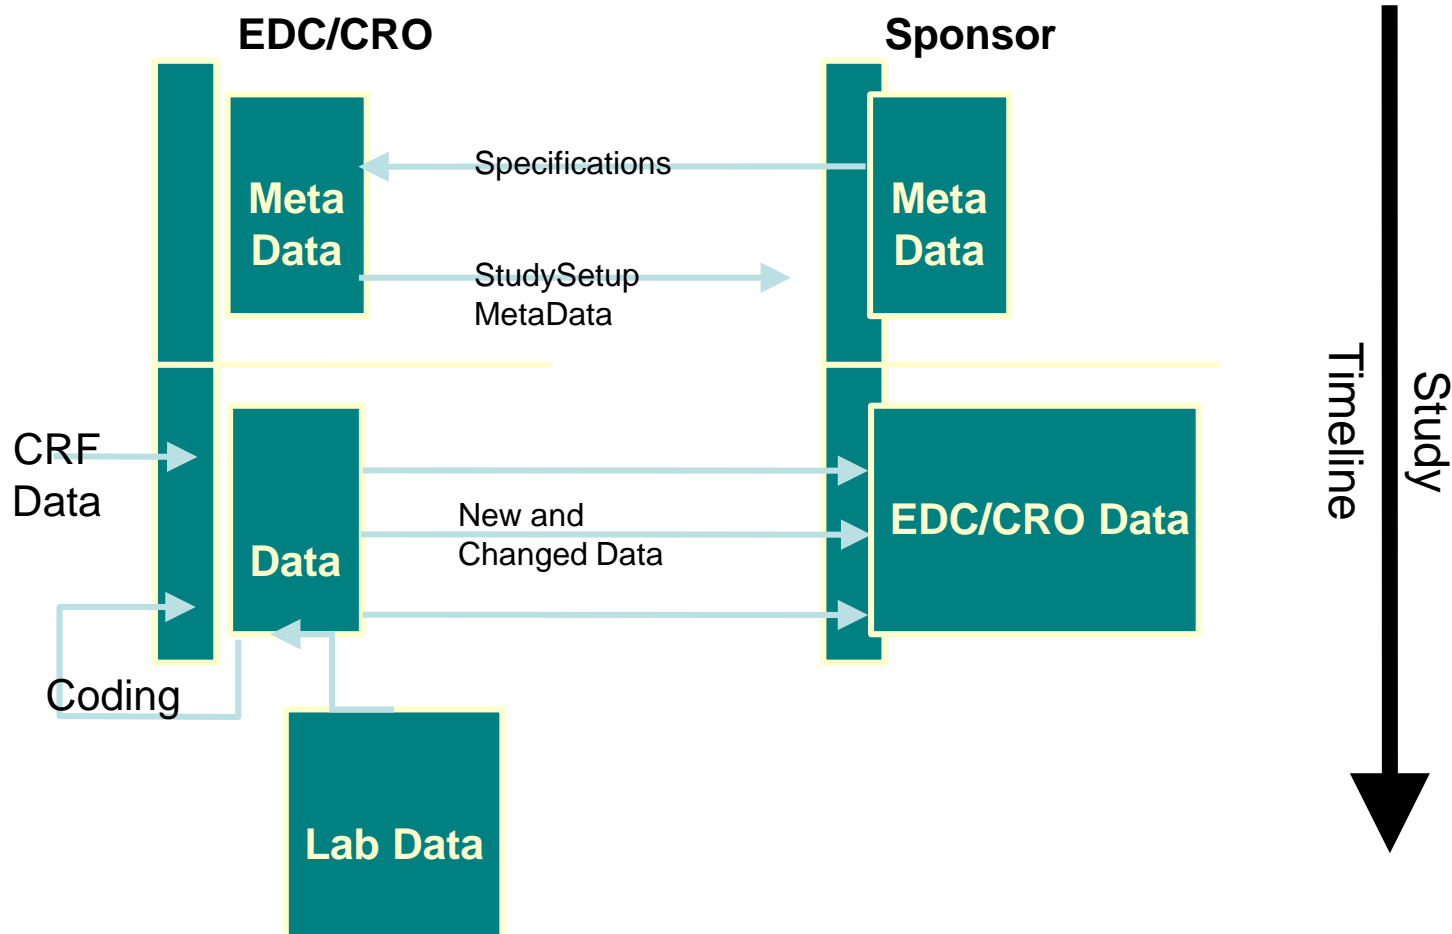 EDC/CRO
Sponsor
Meta
Data
Specifications
StudySetup
MetaData
Meta
Data
CRF
Data
Data
New and
Changed Data
EDC/CRO Data
Coding
Lab Data
Study
Timeline